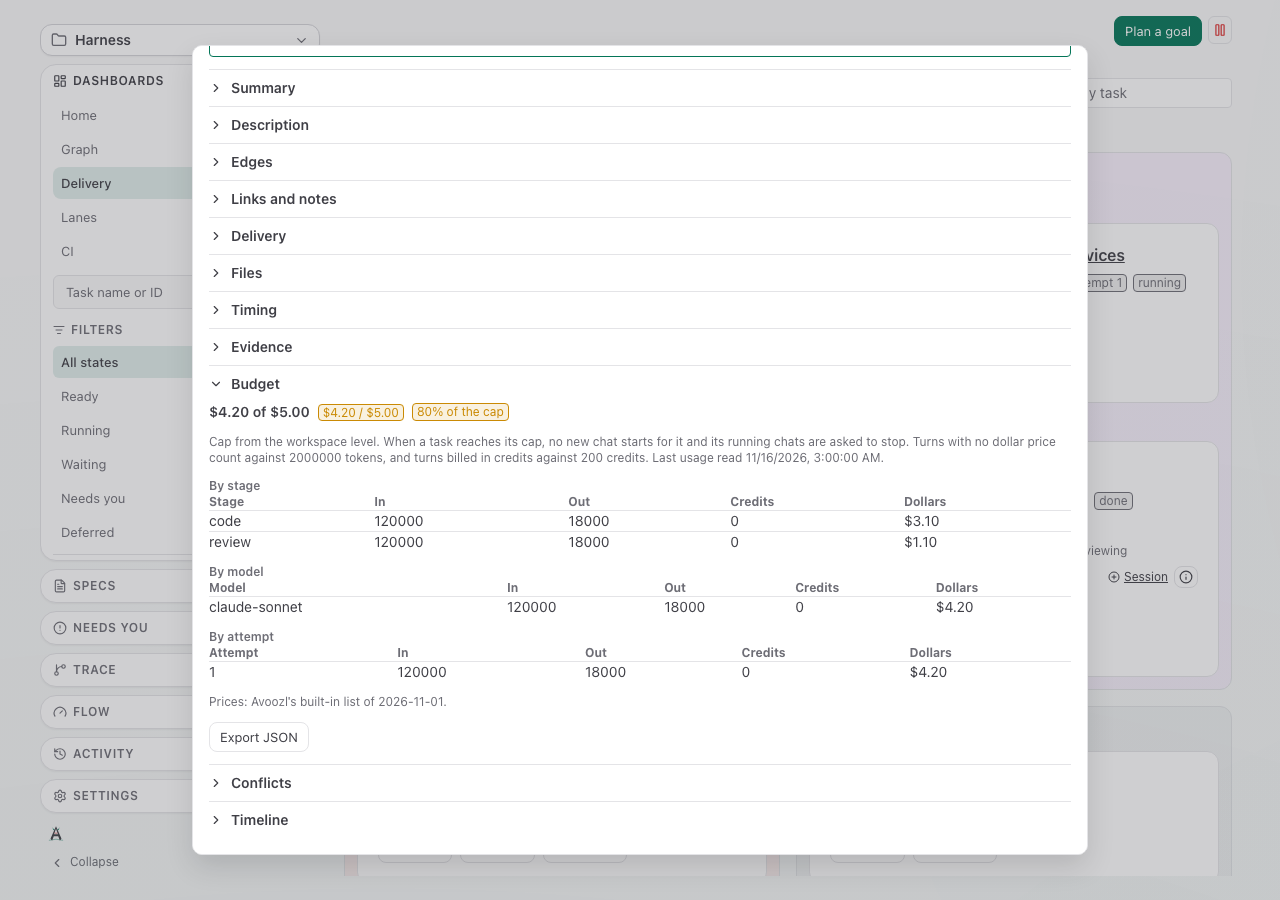 Harness
Plan a goal
DASHBOARDS
Home
Graph
Delivery
Lanes
CI
Task name or ID
FILTERS
All states
Ready
Running
Waiting
Needs you
Deferred
SPECS
NEEDS YOU
TRACE
FLOW
ACTIVITY
SETTINGS
Collapse
Summary
Description
Edges
Links and notes
Delivery
Files
Timing
Evidence
Budget
$4.20 of $5.00 $4.20 / $5.00 80% of the cap
Cap from the workspace level. When a task reaches its cap, no new chat starts for it and its running chats are asked to stop. Turns with no dollar price
count against 2000000 tokens, and turns billed in credits against 200 credits. Last usage read 11/16/2026, 3:00:00 AM.
By stage
Stage In Out Credits Dollars
code 120000 18000 0 $3.10
review 120000 18000 0 $1.10
By model
Model In Out Credits Dollars
claude-sonnet 120000 18000 0 $4.20
By attempt
Attempt In Out Credits Dollars
1 120000 18000 0 $4.20
Prices: Avoozl's built-in list of 2026-11-01.
Export JSON
Conflicts
Timeline
y task
vices
empt 1 running
done
viewing
Session